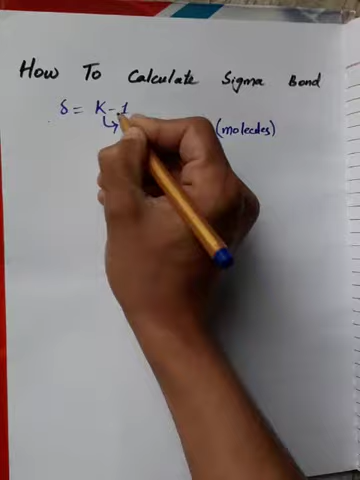 How To Calculate Sigma Bond
δ = K - 1
(molecules)